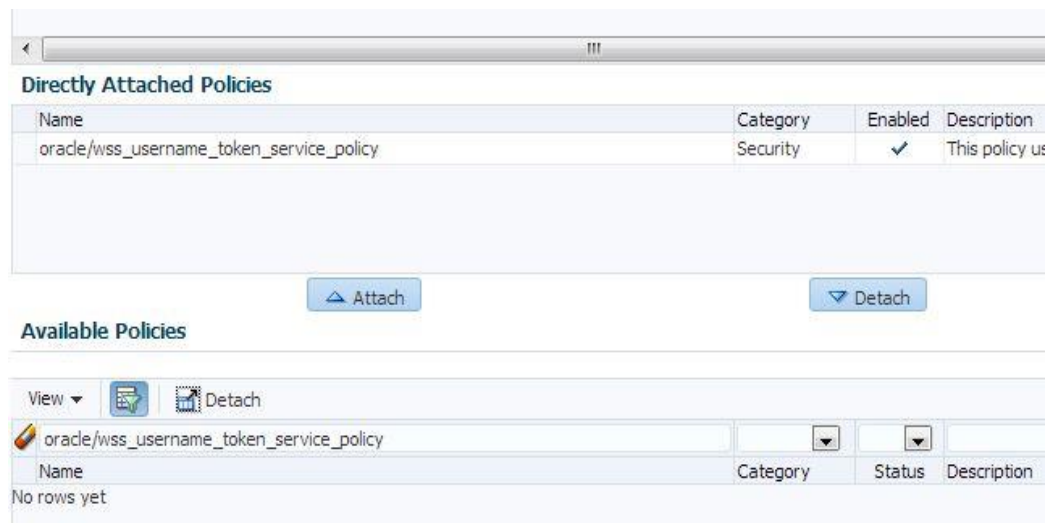 Directly Attached Policies
Name Category Enabled Description
oracle/wss_username_token_service_policy Security This policy us
Attach Detach
Available Policies
View Detach
oracle/wss_username_token_service_policy
Name Category Status Description
No rows yet